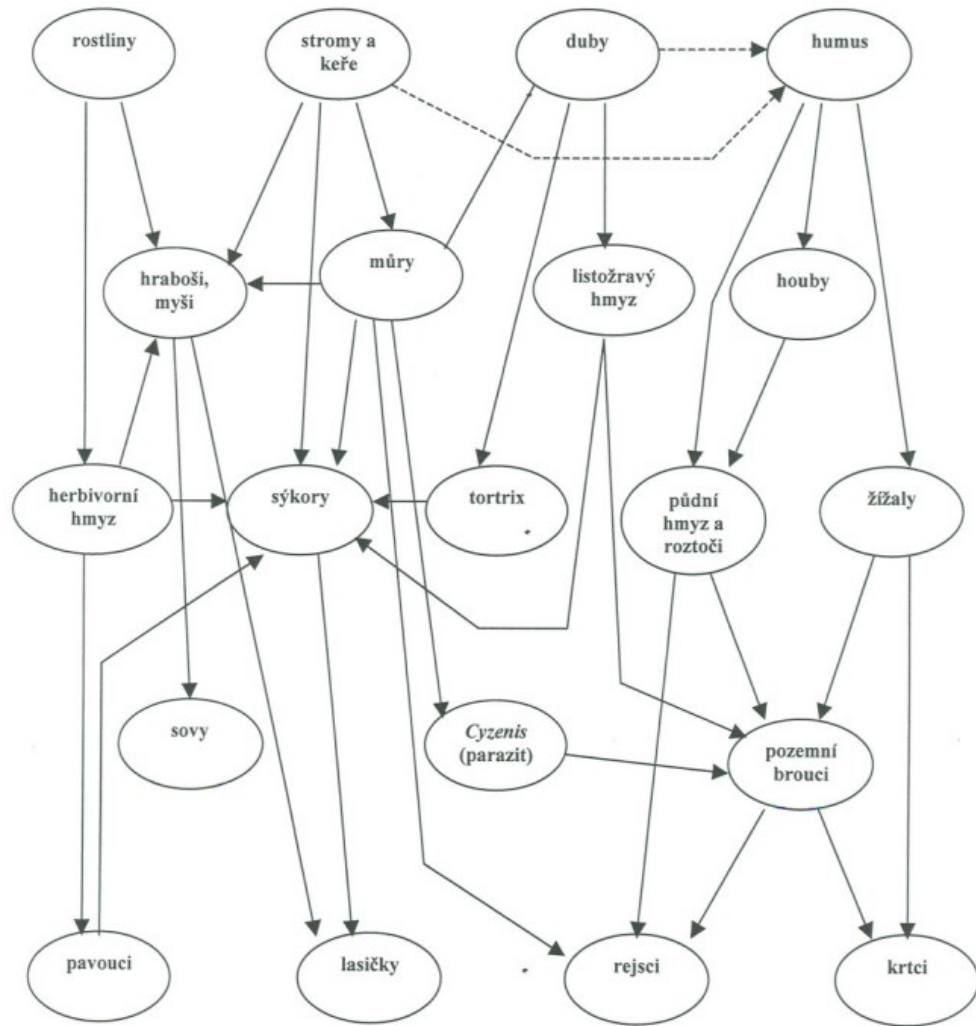 rostliny
stromy a
keře
duby
humus
hraboši,
myši
můry
listožravý
hmyz
houby
herbivorní
hmyz
sýkory
tortrix
půdní
hmyz a
roztoči
žížaly
sovy
Cyzenis
(parazit)
pozemní
brouci
pavouci
lasičky
rejsci
krtci